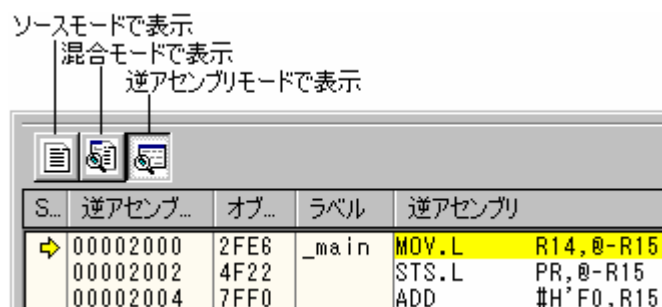 ソースモードで表示
混合モードで表示
逆アセンブリモードで表示
S... 逆アセンブ... オブ... ラベル 逆アセンブリ
00002000 2FE6 _main MOV.L R14,@-R15
00002002 4F22 STS.L PR,@-R15
00002004 7FF0 ADD #H'F0,R15